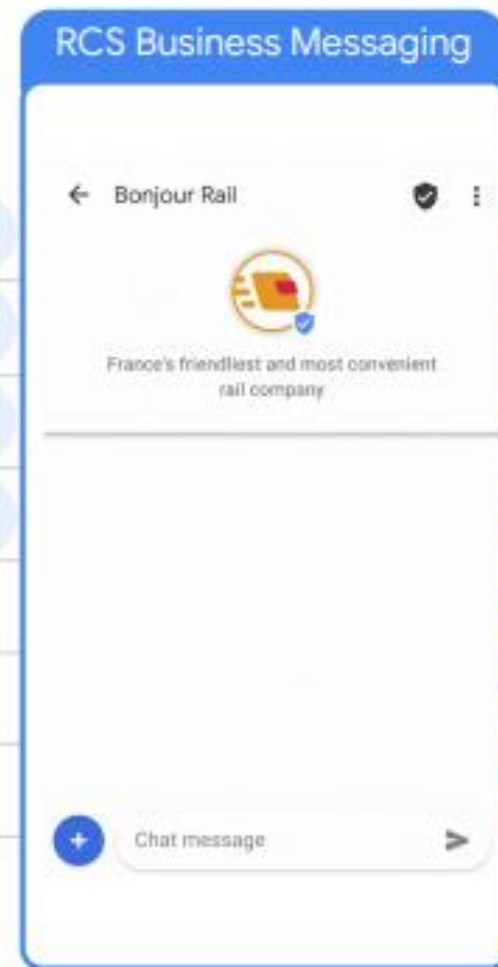 RCS Business Messaging
Bonjour Rail
France's friendliest and most convenient
rail company
Chat message